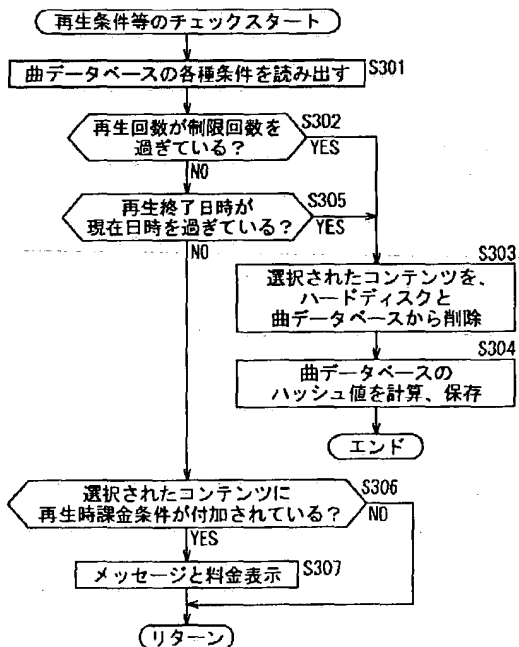 再生条件等のチェックスタート
曲データベースの各種条件を読み出す
S301
再生回数が制限回数を
過ぎている？
S302
YES
NO
再生終了日時が
現在日時を過ぎている？
S305
YES
NO
S303
選択されたコンテンツを、
ハードディスクと
曲データベースから削除
S304
曲データベースの
ハッシュ値を計算、保存
エンド
選択されたコンテンツに
再生時課金条件が付加されている？
S306
NO
YES
メッセージと料金表示
S307
リターン